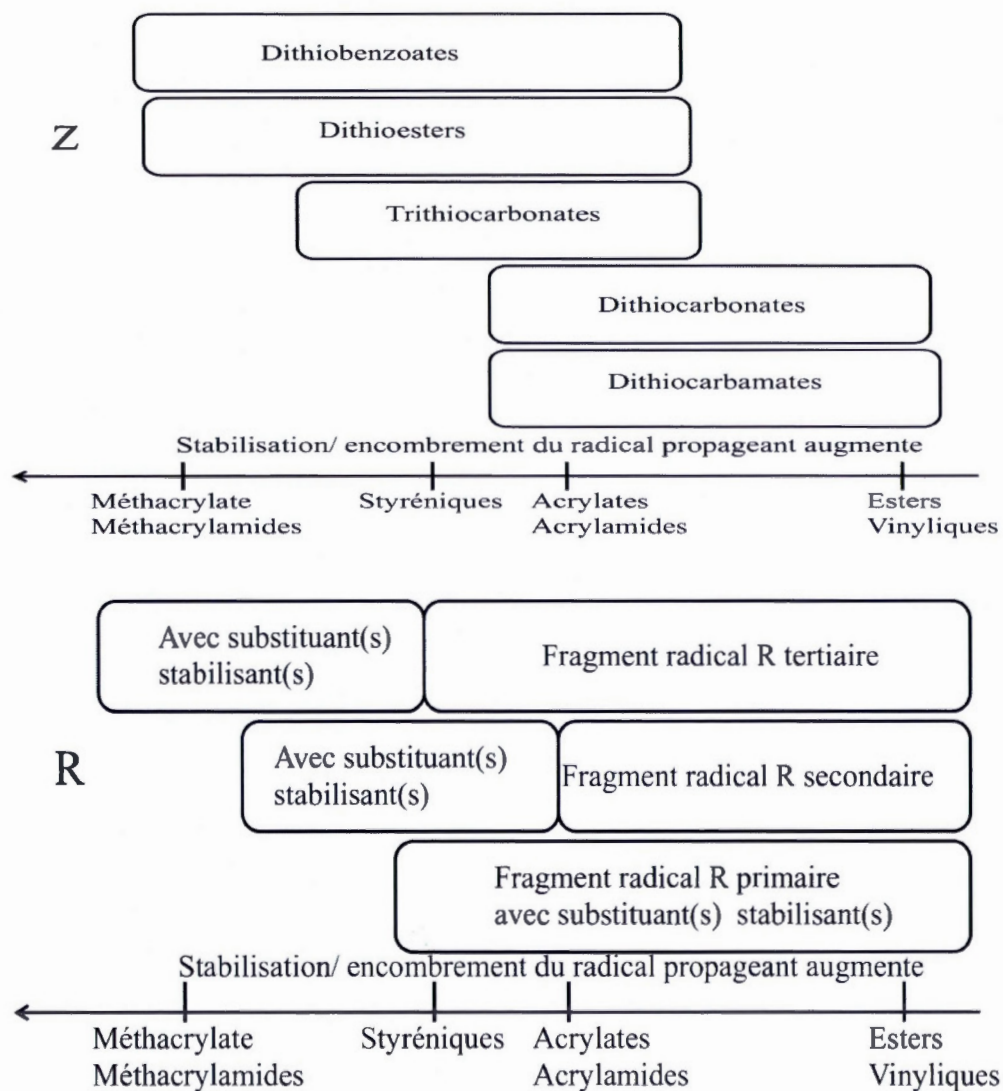 Dithiobenzoates
Z
Dithioesters
Trithiocarbonates
Dithiocarbonates
Dithiocarbamates
Stabilisation/ encombrement du radical propageant augmente
Méthacrylate
Méthacrylamides
Styréniques
Acrylates
Acrylamides
Esters
Vinyliques
Avec substituant(s)
stabilisant(s)
Fragment radical R tertiaire
R
Avec substituant(s)
stabilisant(s)
Fragment radical R secondaire
Fragment radical R primaire
avec substituant(s) stabilisant(s)
Stabilisation/ encombrement du radical propageant augmente
Méthacrylate
Méthacrylamides
Styréniques
Acrylates
Acrylamides
Esters
Vinyliques